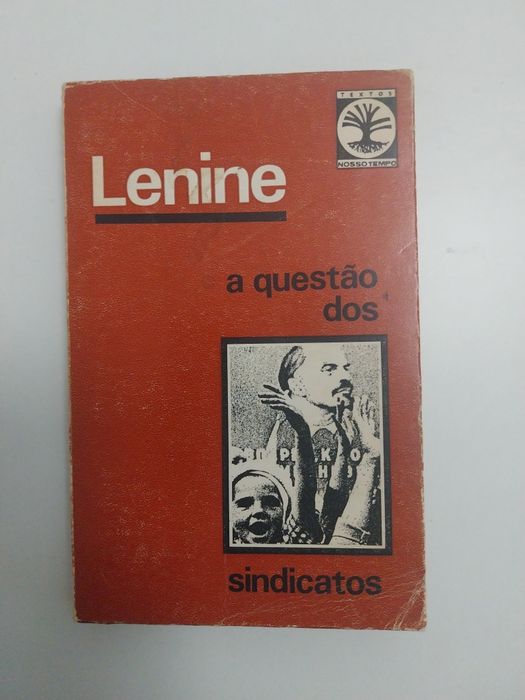 TEXTOS
NOSSO TEMPO
Lenine
a questão
dos
sindicatos